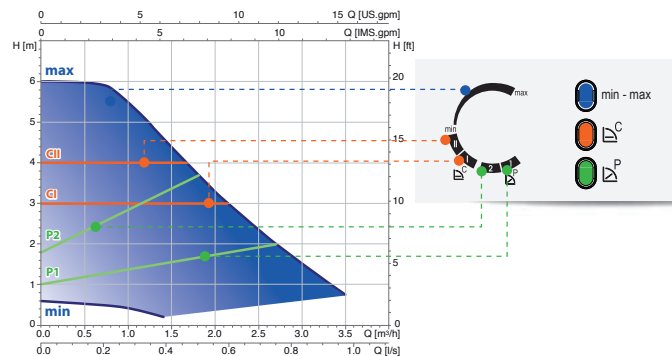 0 5 10 15 Q [US.gpm]
0 5 10 Q [IMS.gpm]
H [m] H [ft]
max
6 20
5
CII 15
4
CI
3 10
P2
2
P1 5
1
min
0 0
0.0 0.5 1.0 1.5 2.0 2.5 3.0 3.5 Q [m³/h]
0.0 0.2 0.4 0.6 0.8 1.0 Q [l/s]
max
min
II
C
2
P
min - max
C
P